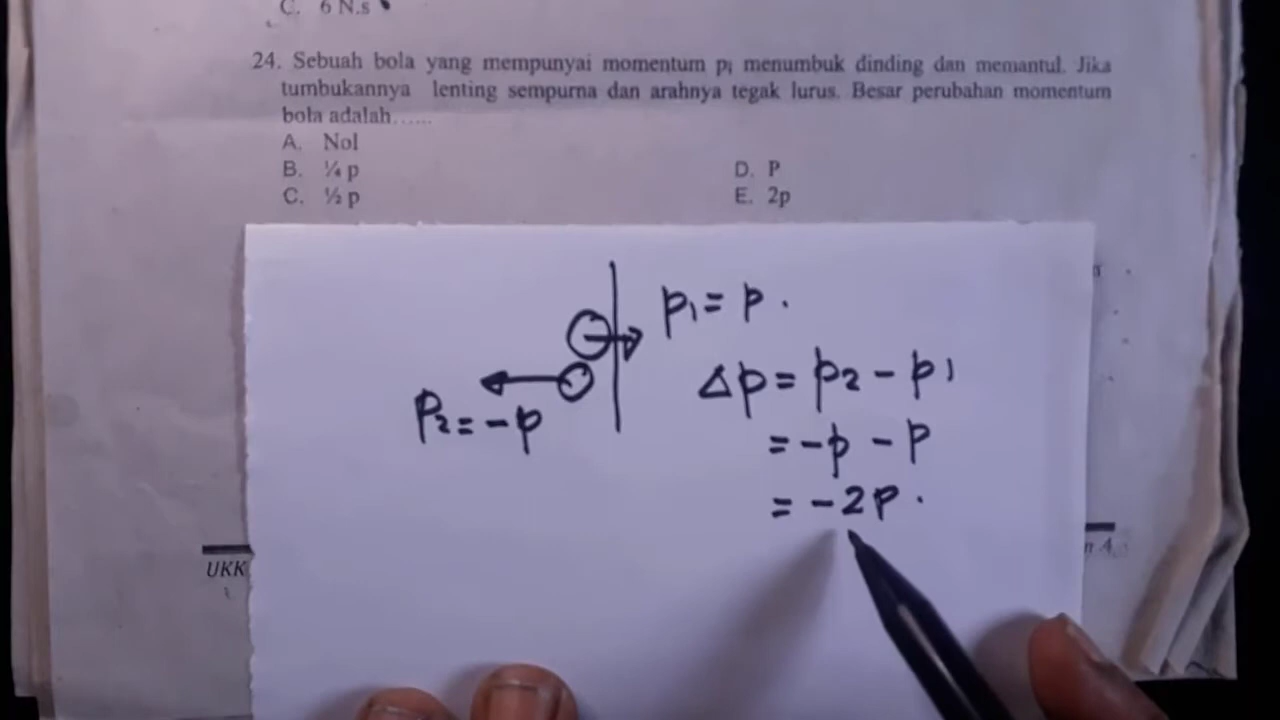 C. 6 N.s
24. Sebuah bola yang mempunyai momentum p₁ menumbuk dinding dan memantul. Jika
tumbukannya lenting sempurna dan arahnya tegak lurus. Besar perubahan momentum
bola adalah......
A. Nol
B. ¼ p
C. ½ p
D. P
E. 2p
p₁ = p .
Δp = p₂ - p₁
P₂ = -p
= -p - p
= -2p .
UKK